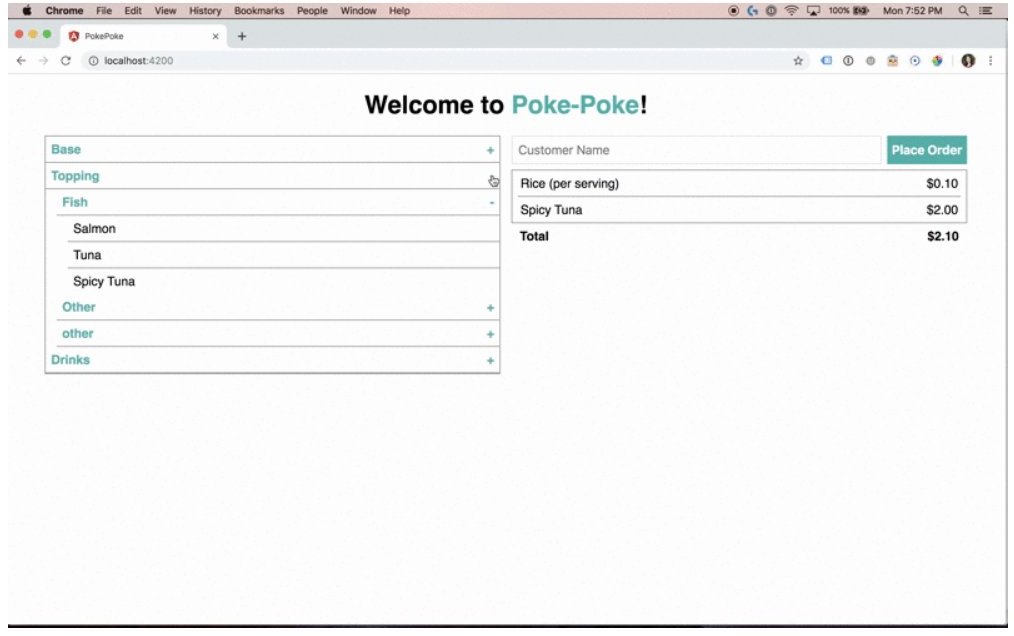 Chrome File Edit View History Bookmarks People Window Help 100% Mon 7:52 PM
PokePoke
localhost:4200
Welcome to Poke-Poke!
Base +
Topping
Fish -
Salmon
Tuna
Spicy Tuna
Other +
other +
Drinks +
Customer Name Place Order
Rice (per serving) $0.10
Spicy Tuna $2.00
Total $2.10